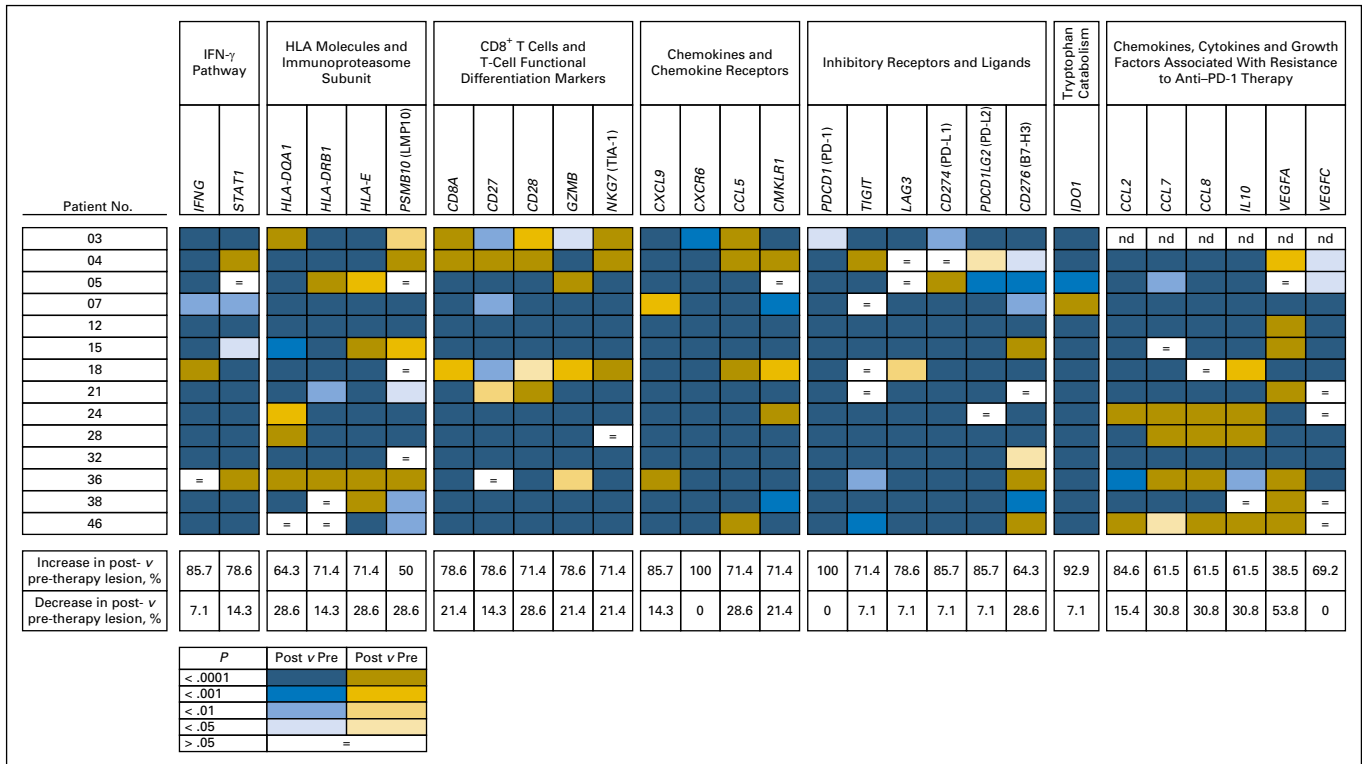 IFN-γ Pathway
HLA Molecules and Immunoproteasome Subunit
CD8+ T Cells and T-Cell Functional Differentiation Markers
Chemokines and Chemokine Receptors
Inhibitory Receptors and Ligands
Tryptophan Catabolism
Chemokines, Cytokines and Growth Factors Associated With Resistance to Anti–PD-1 Therapy
Patient No.
IFNG
STAT1
HLA-DQA1
HLA-DRB1
HLA-E
PSMB10 (LMP10)
CD8A
CD27
CD28
GZMB
NKG7 (TIA-1)
CXCL9
CXCR6
CCL5
CMKLR1
PDCD1 (PD-1)
TIGIT
LAG3
CD274 (PD-L1)
PDCD1LG2 (PD-L2)
CD276 (B7-H3)
IDO1
CCL2
CCL7
CCL8
IL10
VEGFA
VEGFC
03 nd nd nd nd nd nd
04 = =
05 = = = = =
07 =
12
15 =
18 = = =
21 = = =
24 = =
28 =
32 =
36 = =
38 = = =
46 = = =
Increase in post- v pre-therapy lesion, % 85.7 78.6 64.3 71.4 71.4 50 78.6 78.6 71.4 78.6 71.4 85.7 100 71.4 71.4 100 71.4 78.6 85.7 85.7 64.3 92.9 84.6 61.5 61.5 61.5 38.5 69.2
Decrease in post- v pre-therapy lesion, % 7.1 14.3 28.6 14.3 28.6 28.6 21.4 14.3 28.6 21.4 21.4 14.3 0 28.6 21.4 0 7.1 7.1 7.1 7.1 28.6 7.1 15.4 30.8 30.8 30.8 53.8 0
P Post v Pre Post v Pre
< .0001
< .001
< .01
< .05
> .05 =